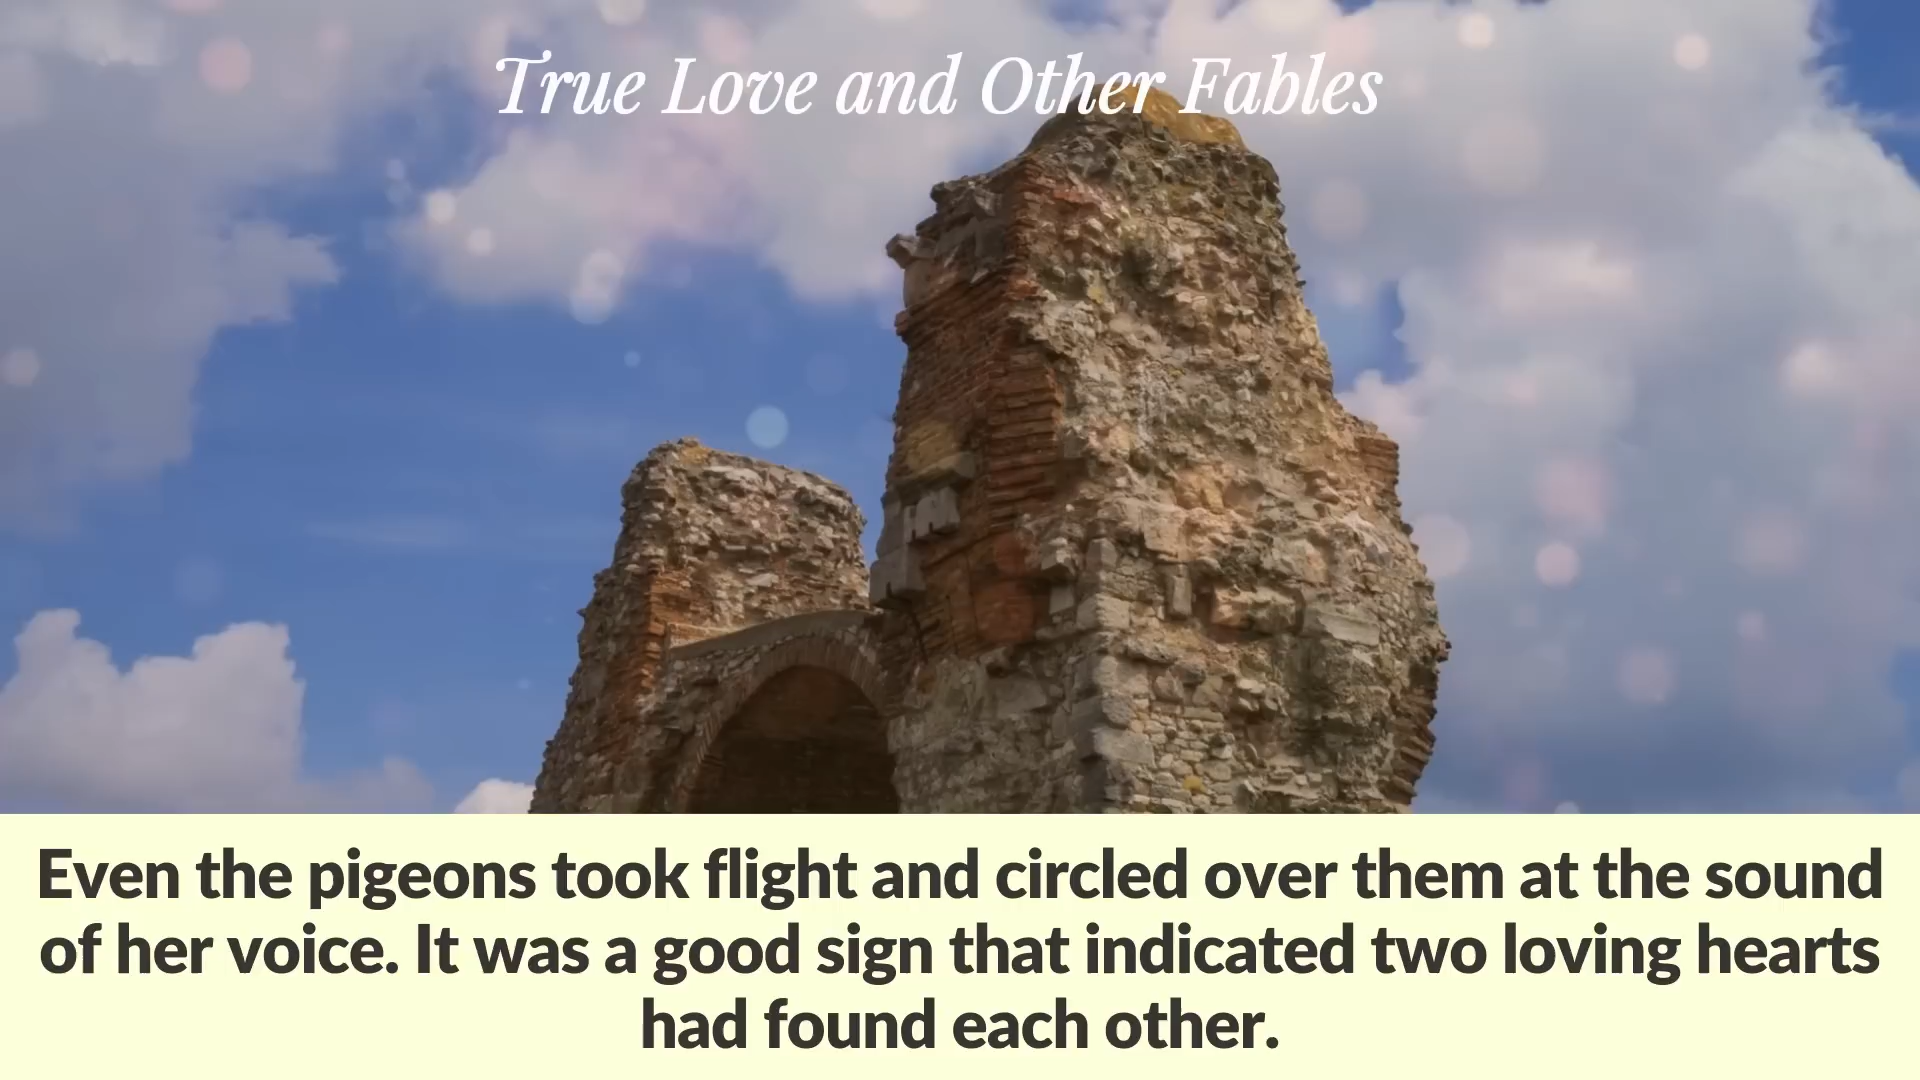 True Love and Other Fables
Even the pigeons took flight and circled over them at the sound
of her voice. It was a good sign that indicated two loving hearts
had found each other.